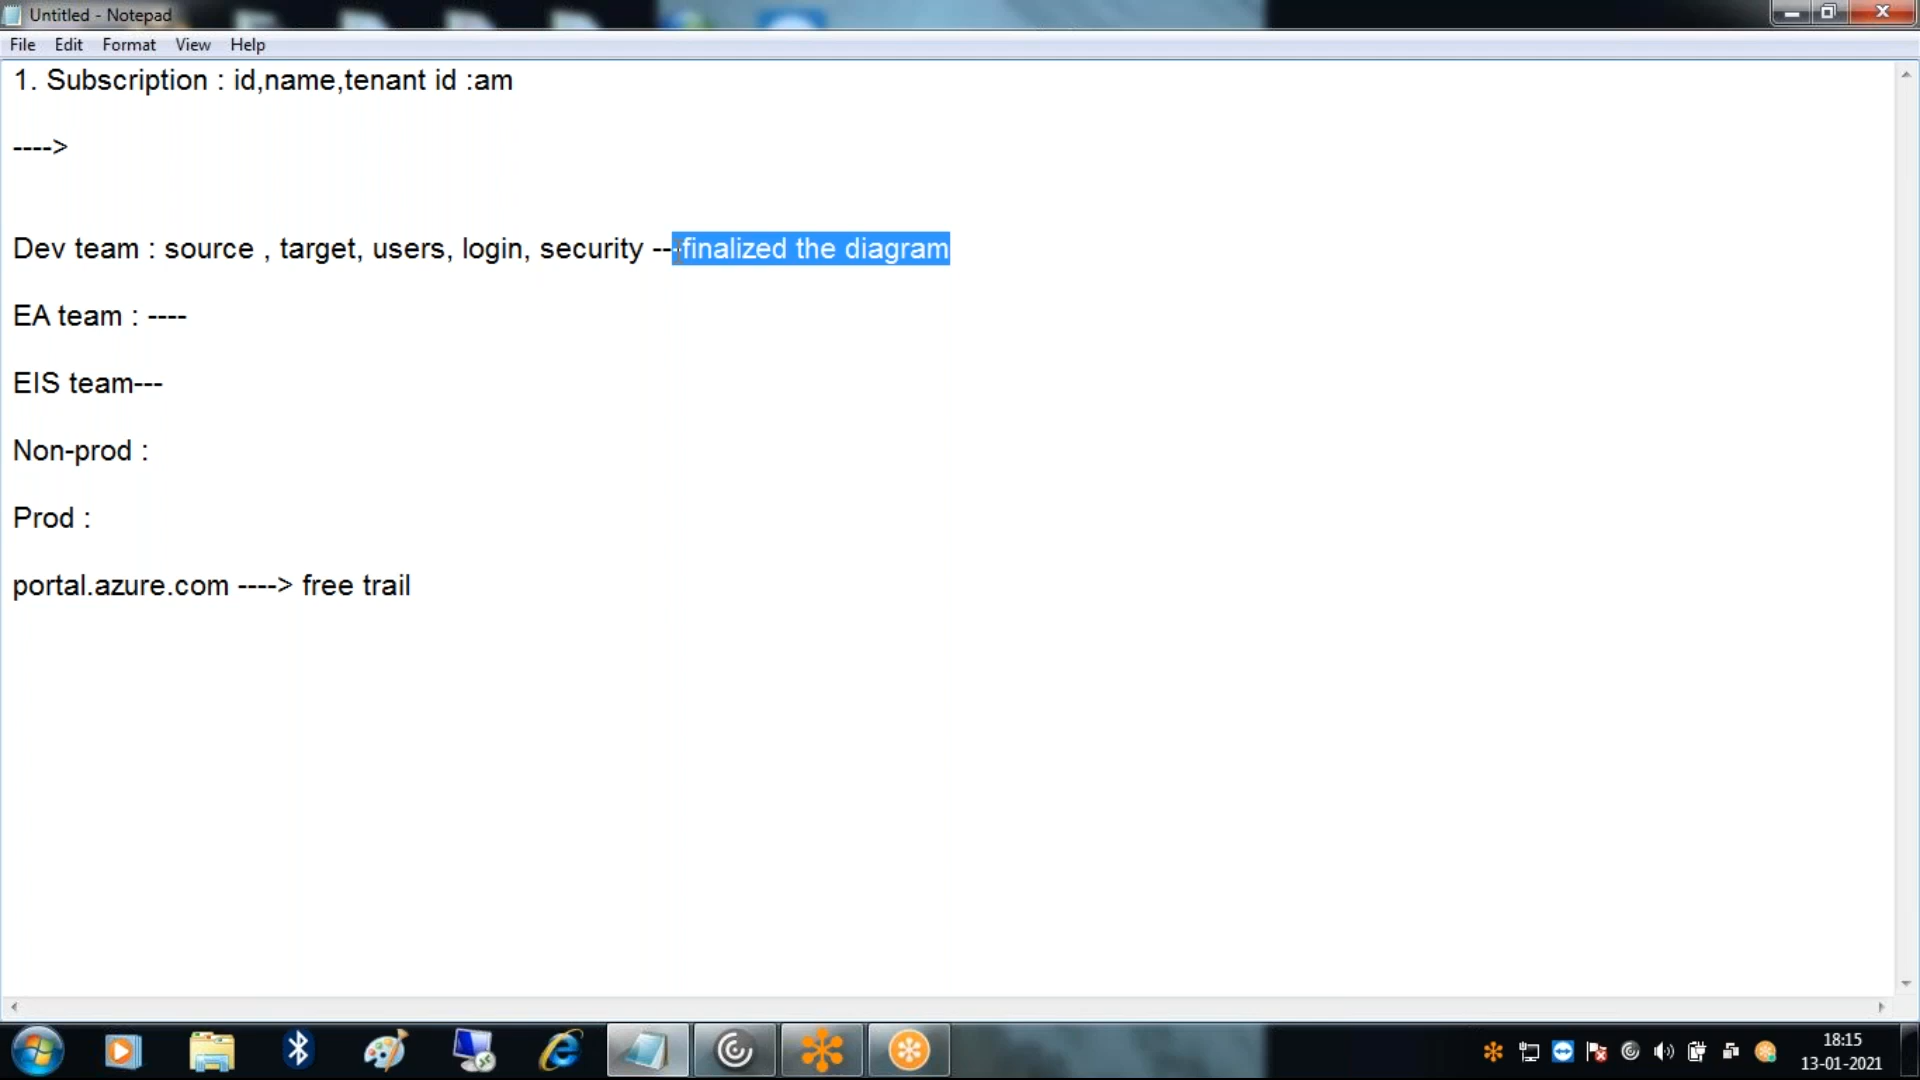 Untitled - Notepad
File Edit Format View Help
1. Subscription : id,name,tenant id :am
---->
Dev team : source , target, users, login, security ---finalized the diagram
EA team : ----
EIS team---
Non-prod :
Prod :
portal.azure.com ----> free trail
18:15
13-01-2021